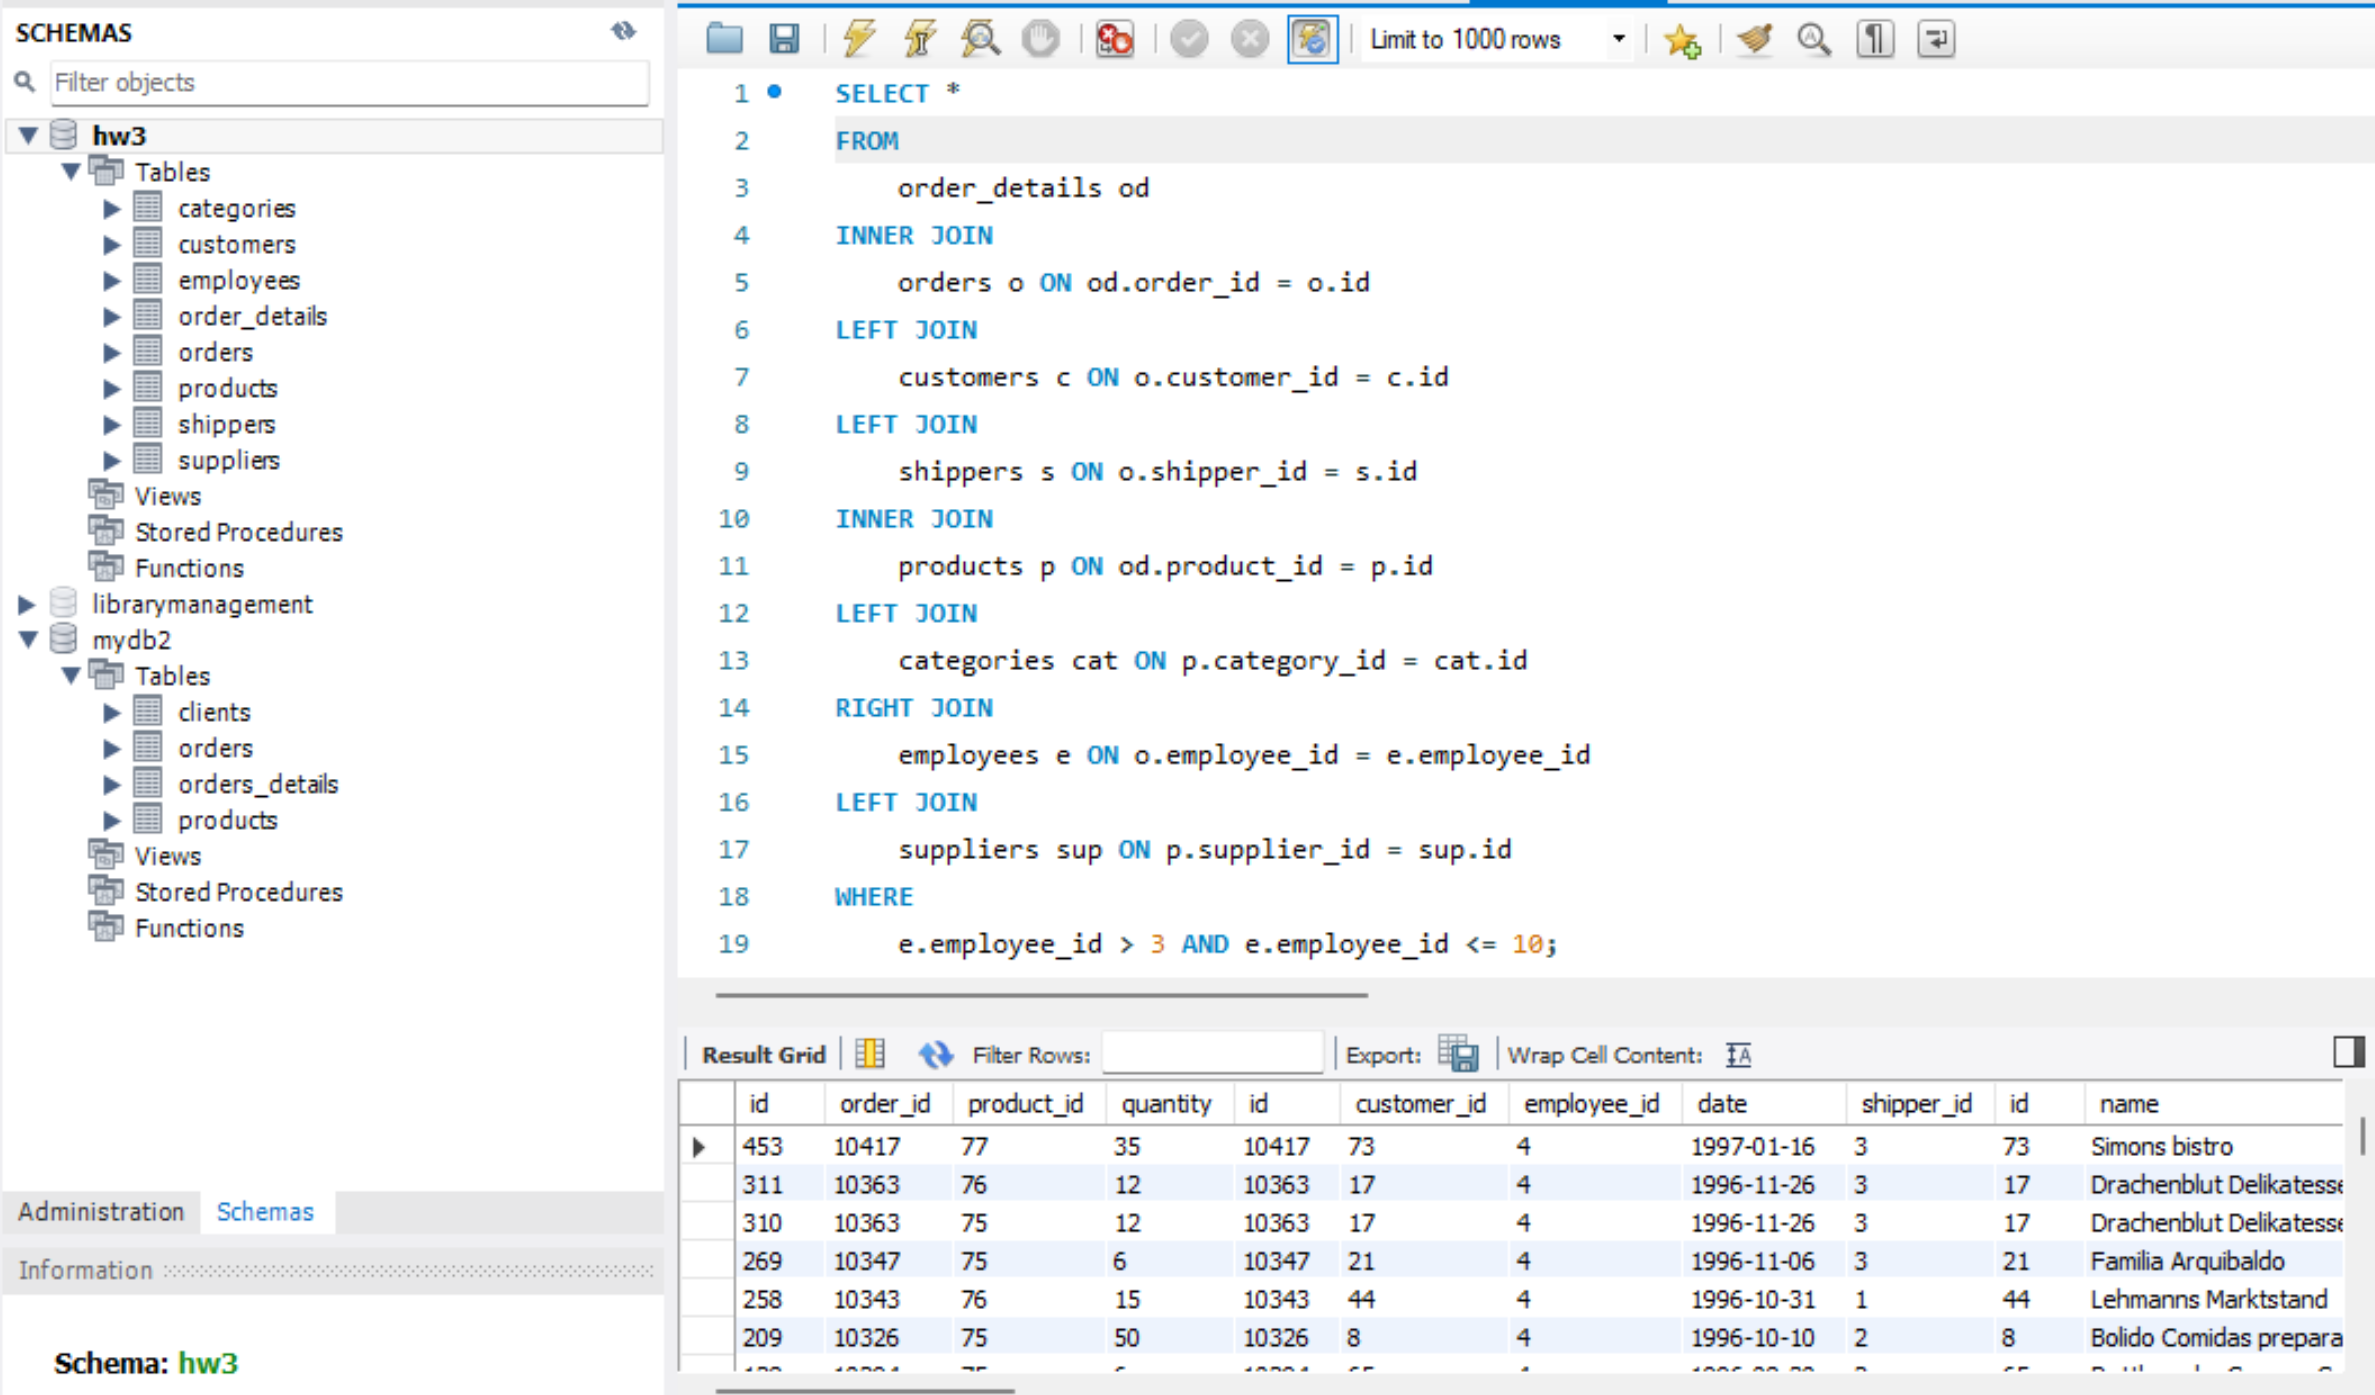 SCHEMAS
Filter objects
hw3
Tables
categories
customers
employees
order_details
orders
products
shippers
suppliers
Views
Stored Procedures
Functions
librarymanagement
mydb2
Tables
clients
orders
orders_details
products
Views
Stored Procedures
Functions
Administration Schemas
Information
Schema: hw3
Limit to 1000 rows
1 SELECT *
2 FROM
3 order_details od
4 INNER JOIN
5 orders o ON od.order_id = o.id
6 LEFT JOIN
7 customers c ON o.customer_id = c.id
8 LEFT JOIN
9 shippers s ON o.shipper_id = s.id
10 INNER JOIN
11 products p ON od.product_id = p.id
12 LEFT JOIN
13 categories cat ON p.category_id = cat.id
14 RIGHT JOIN
15 employees e ON o.employee_id = e.employee_id
16 LEFT JOIN
17 suppliers sup ON p.supplier_id = sup.id
18 WHERE
19 e.employee_id > 3 AND e.employee_id <= 10;
Result Grid Filter Rows: Export: Wrap Cell Content:
id order_id product_id quantity id customer_id employee_id date shipper_id id name
453 10417 77 35 10417 73 4 1997-01-16 3 73 Simons bistro
311 10363 76 12 10363 17 4 1996-11-26 3 17 Drachenblut Delikatesse
310 10363 75 12 10363 17 4 1996-11-26 3 17 Drachenblut Delikatesse
269 10347 75 6 10347 21 4 1996-11-06 3 21 Familia Arquibaldo
258 10343 76 15 10343 44 4 1996-10-31 1 44 Lehmanns Marktstand
209 10326 75 50 10326 8 4 1996-10-10 2 8 Bolido Comidas prepara